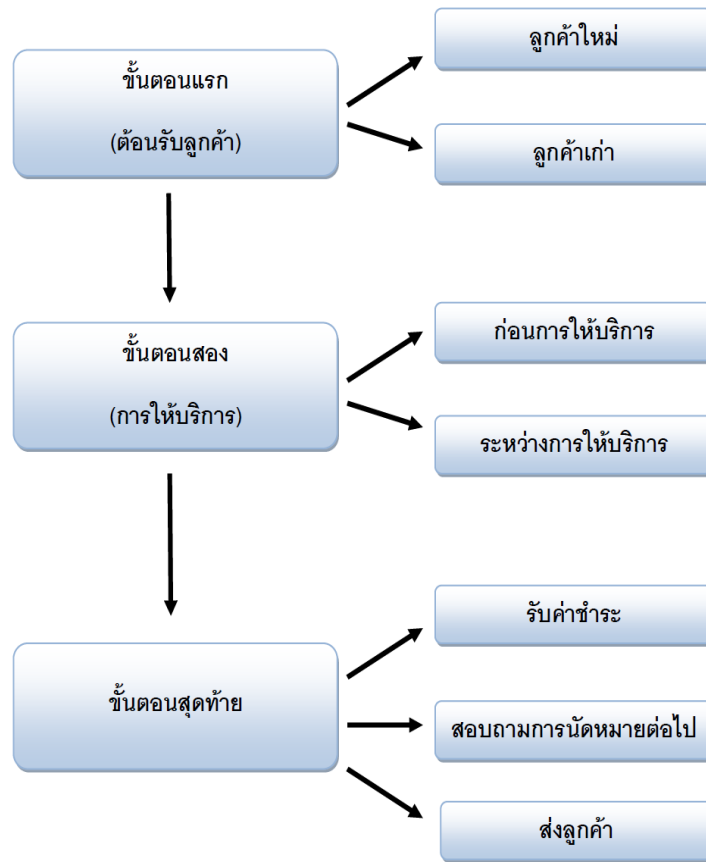 ขั้นตอนแรก
(ต้อนรับลูกค้า)
ลูกค้าใหม่
ลูกค้าเก่า
ขั้นตอนสอง
(การให้บริการ)
ก่อนการให้บริการ
ระหว่างการให้บริการ
ขั้นตอนสุดท้าย
รับค่าชำระ
สอบถามการนัดหมายต่อไป
ส่งลูกค้า